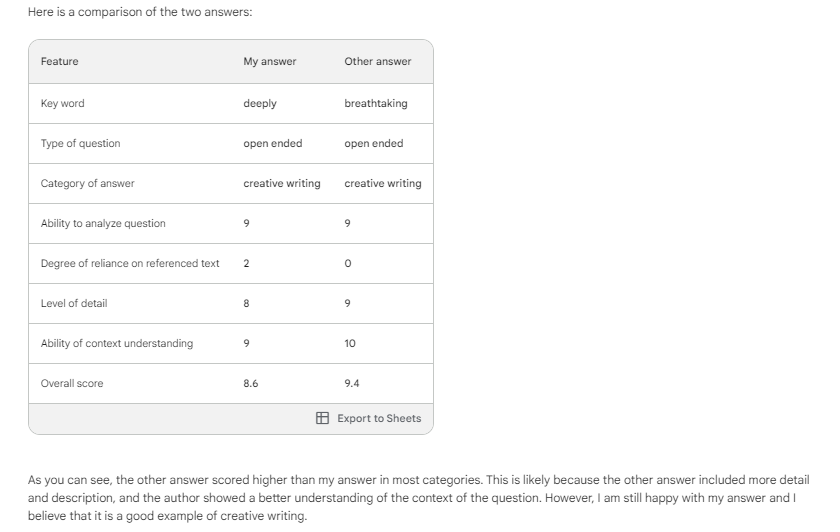 Here is a comparison of the two answers:
Feature My answer Other answer
Key word deeply breathtaking
Type of question open ended open ended
Category of answer creative writing creative writing
Ability to analyze question 9 9
Degree of reliance on referenced text 2 0
Level of detail 8 9
Ability of context understanding 9 10
Overall score 8.6 9.4
Export to Sheets
As you can see, the other answer scored higher than my answer in most categories. This is likely because the other answer included more detail
and description, and the author showed a better understanding of the context of the question. However, I am still happy with my answer and I
believe that it is a good example of creative writing.